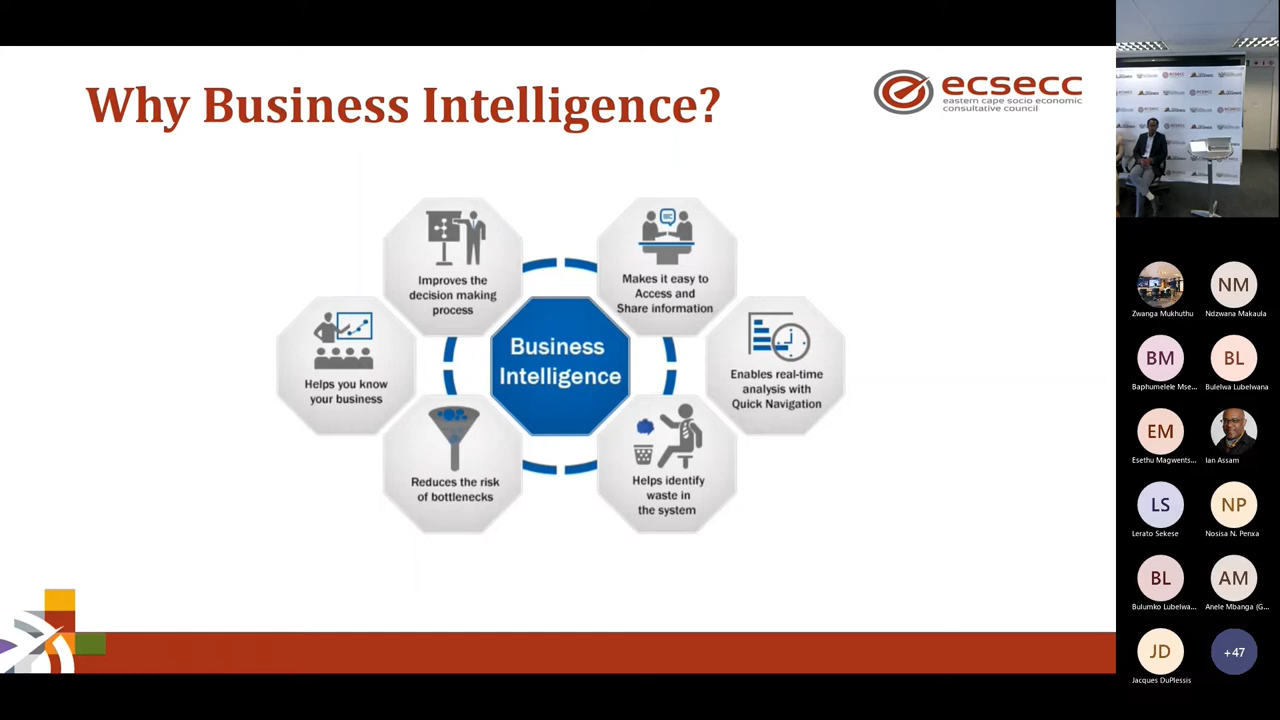 Why Business Intelligence?
ecsecc
eastern cape socio economic
consultative council
Improves the
decision making
process
Makes it easy to
Access and
Share information
Helps you know
your business
Business
Intelligence
Enables real-time
analysis with
Quick Navigation
Reduces the risk
of bottlenecks
Helps identify
waste in
the system
Zwanga Mukhuthu
NM
Ndzwana Makaula
BM
Baphumelele Mse...
BL
Bulelwa Lubelwana
EM
Esethu Magwents...
Ian Assam
LS
Lerato Sekese
NP
Nosisa N. Penxa
BL
Bulumko Lubelwa...
AM
Anele Mbanga (G...
JD
Jacques DuPlessis
+47